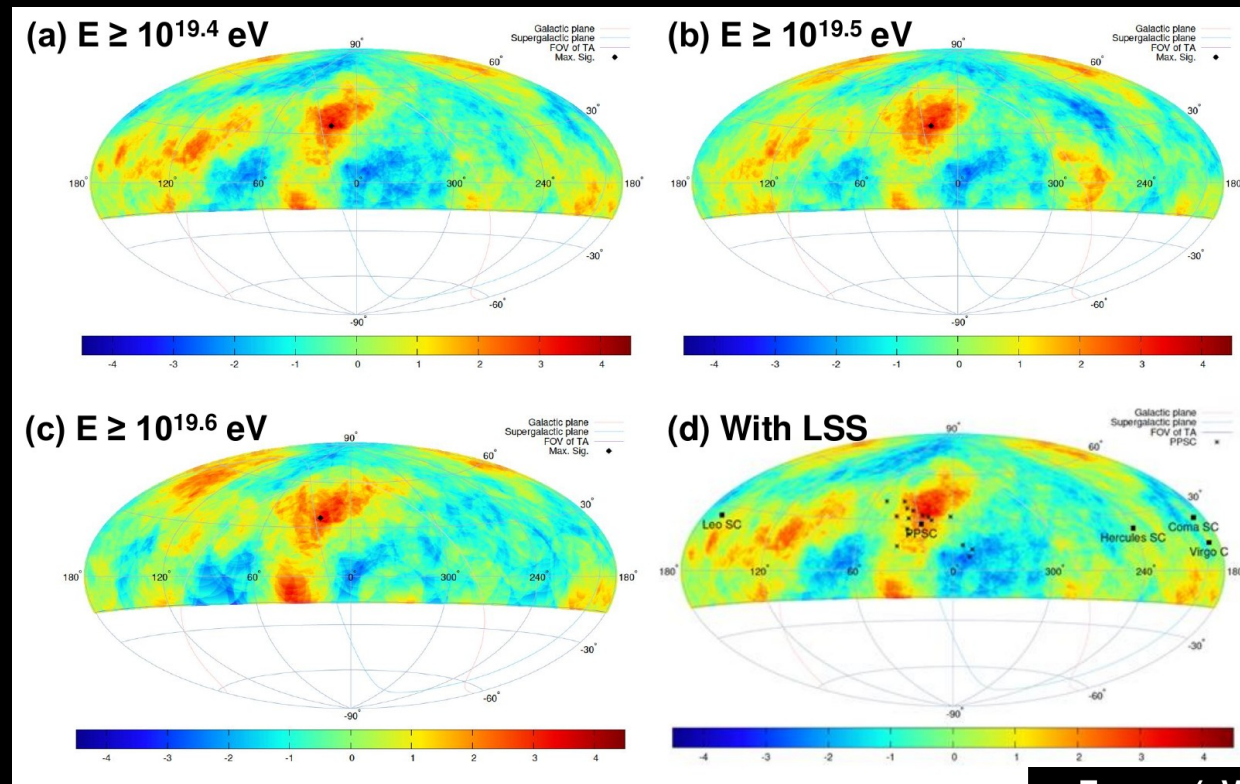 (a) E ≥ 10^19.4 eV
Galactic plane
Supergalactic plane
FOV of TA
Max. Sig.
90°
60°
30°
180° 120 60 0 300° 240° 180°
-30°
-60°
-90°
-4 -3 -2 -1 0 1 2 3 4
(b) E ≥ 10^19.5 eV
Galactic plane
Supergalactic plane
FOV of TA
Max. Sig.
90°
60°
30°
180° 120 60° 0° 300° 240° 180°
-30°
-60°
-90°
-4 -3 -2 -1 0 1 2 3 4
(c) E ≥ 10^19.6 eV
Galactic plane
Supergalactic plane
FOV of TA
Max. Sig.
90°
60°
30°
180° 120° 60° 0° 300° 240° 180°
-30°
-60°
-90°
-4 -3 -2 -1 0 1 2 3 4
(d) With LSS
Galactic plane
Supergalactic plane
FOV of TA
PPSC
90°
60°
30°
Leo SC
PPSC
Coma SC
Hercules SC
Virgo C
180° 120 60° 0° 300° 240° 180°
-30°
-60°
-90°
-4 -3 -2 -1 0 1 2 3 4